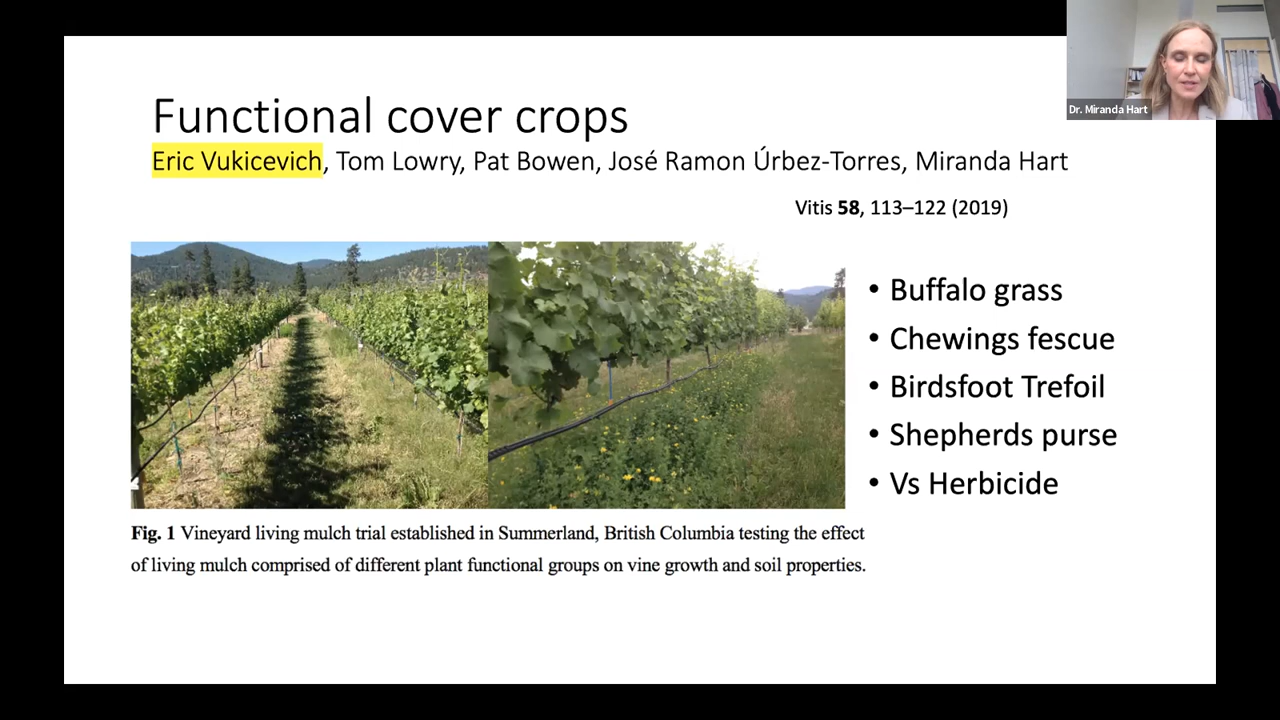 Functional cover crops
Eric Vukicevich, Tom Lowry, Pat Bowen, José Ramon Úrbez-Torres, Miranda Hart
Vitis 58, 113–122 (2019)
• Buffalo grass
• Chewings fescue
• Birdsfoot Trefoil
• Shepherds purse
• Vs Herbicide
Fig. 1 Vineyard living mulch trial established in Summerland, British Columbia testing the effect
of living mulch comprised of different plant functional groups on vine growth and soil properties.
Dr. Miranda Hart